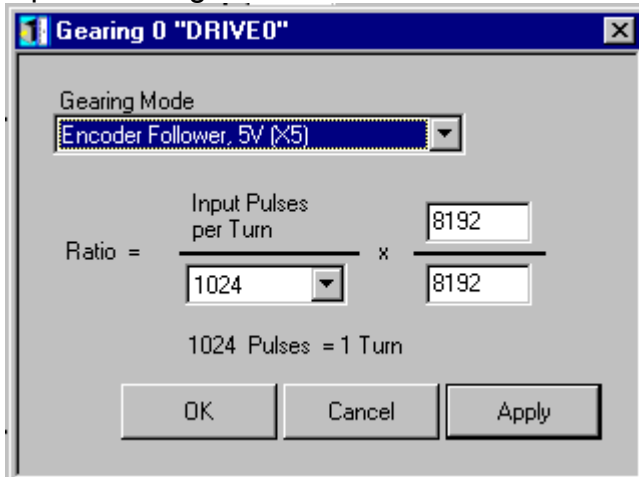 Gearing 0 "DRIVE0"
Gearing Mode
Encoder Follower, 5V (X5)
Input Pulses
per Turn
8192
Ratio =
x
1024
8192
1024 Pulses = 1 Turn
OK
Cancel
Apply